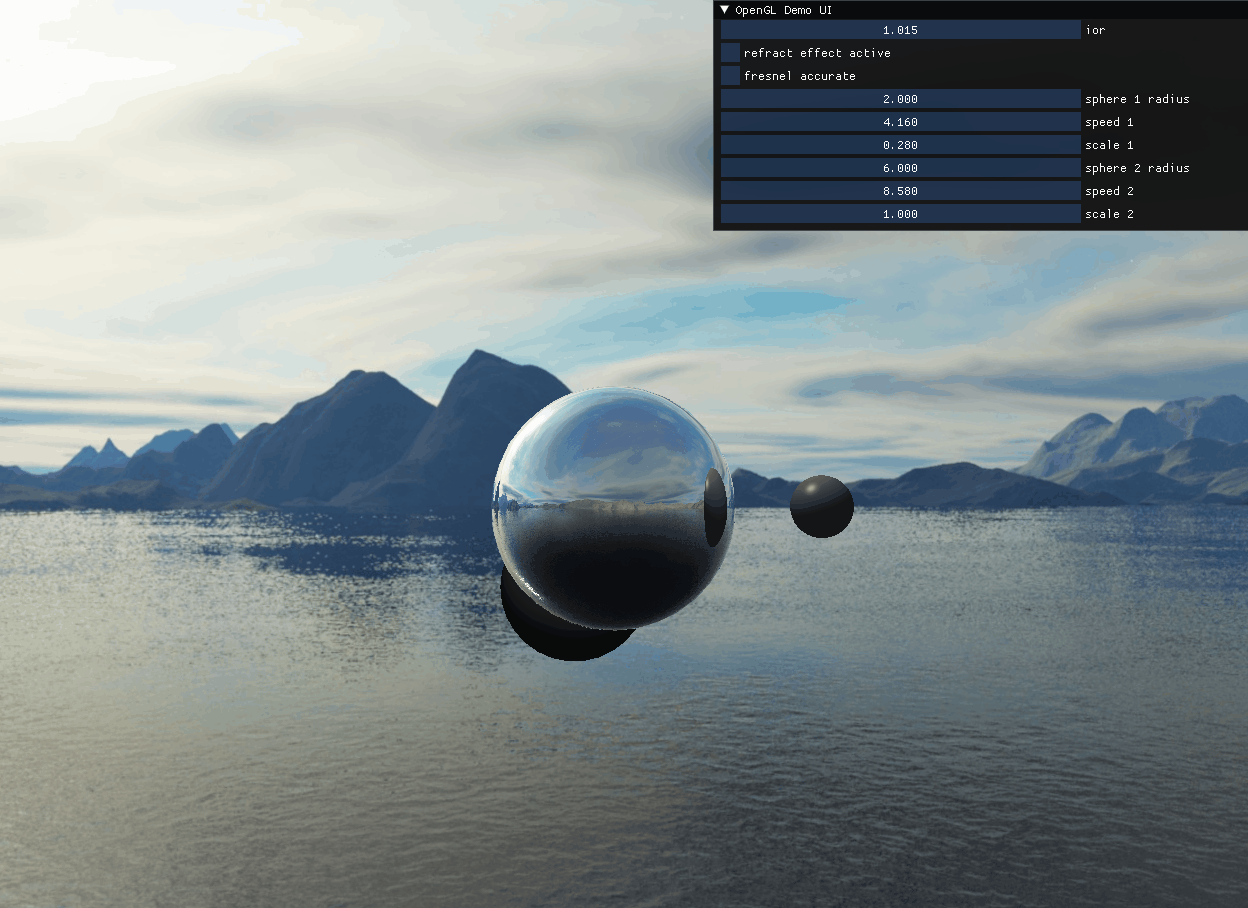 ▼ OpenGL Demo UI
1.015 ior
refract effect active
fresnel accurate
2.000 sphere 1 radius
4.160 speed 1
0.280 scale 1
6.000 sphere 2 radius
8.580 speed 2
1.000 scale 2